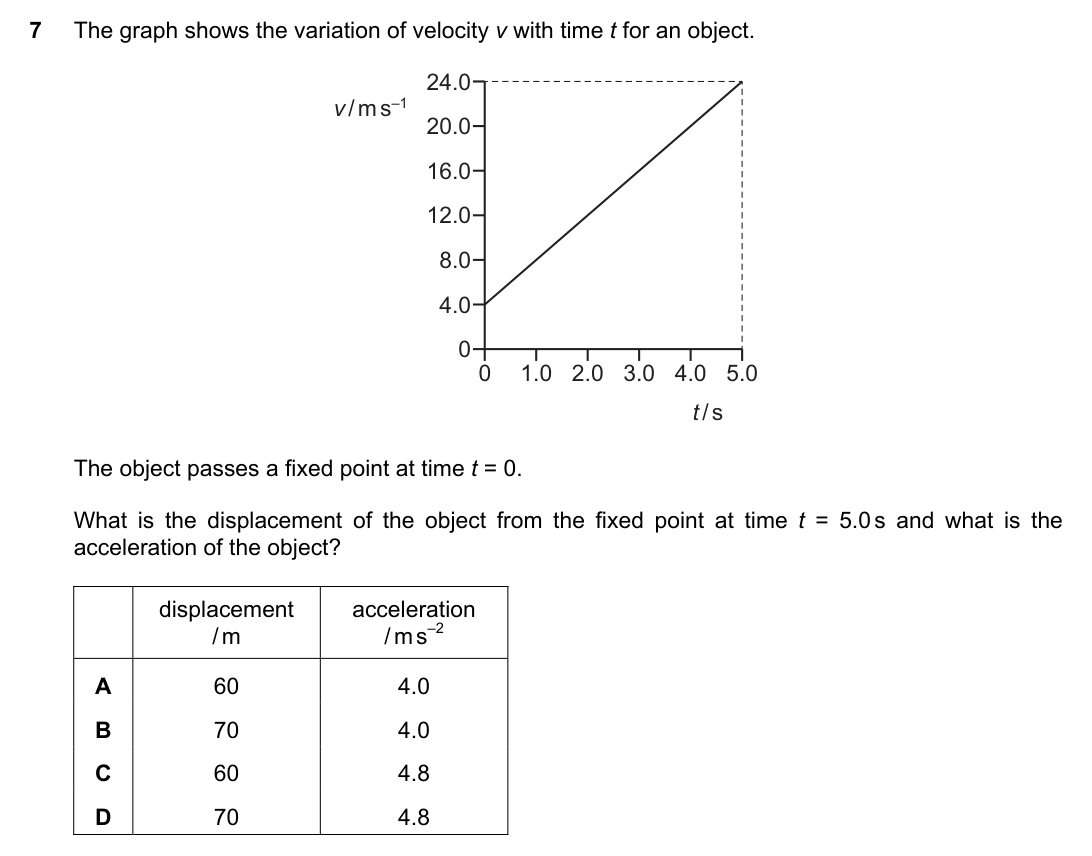 7 The graph shows the variation of velocity v with time t for an object.
24.0
v/ms⁻¹
20.0
16.0
12.0
8.0
4.0
0
0 1.0 2.0 3.0 4.0 5.0
t/s
The object passes a fixed point at time t = 0.
What is the displacement of the object from the fixed point at time t = 5.0s and what is the
acceleration of the object?
displacement acceleration
/m /ms⁻²
A 60 4.0
B 70 4.0
C 60 4.8
D 70 4.8